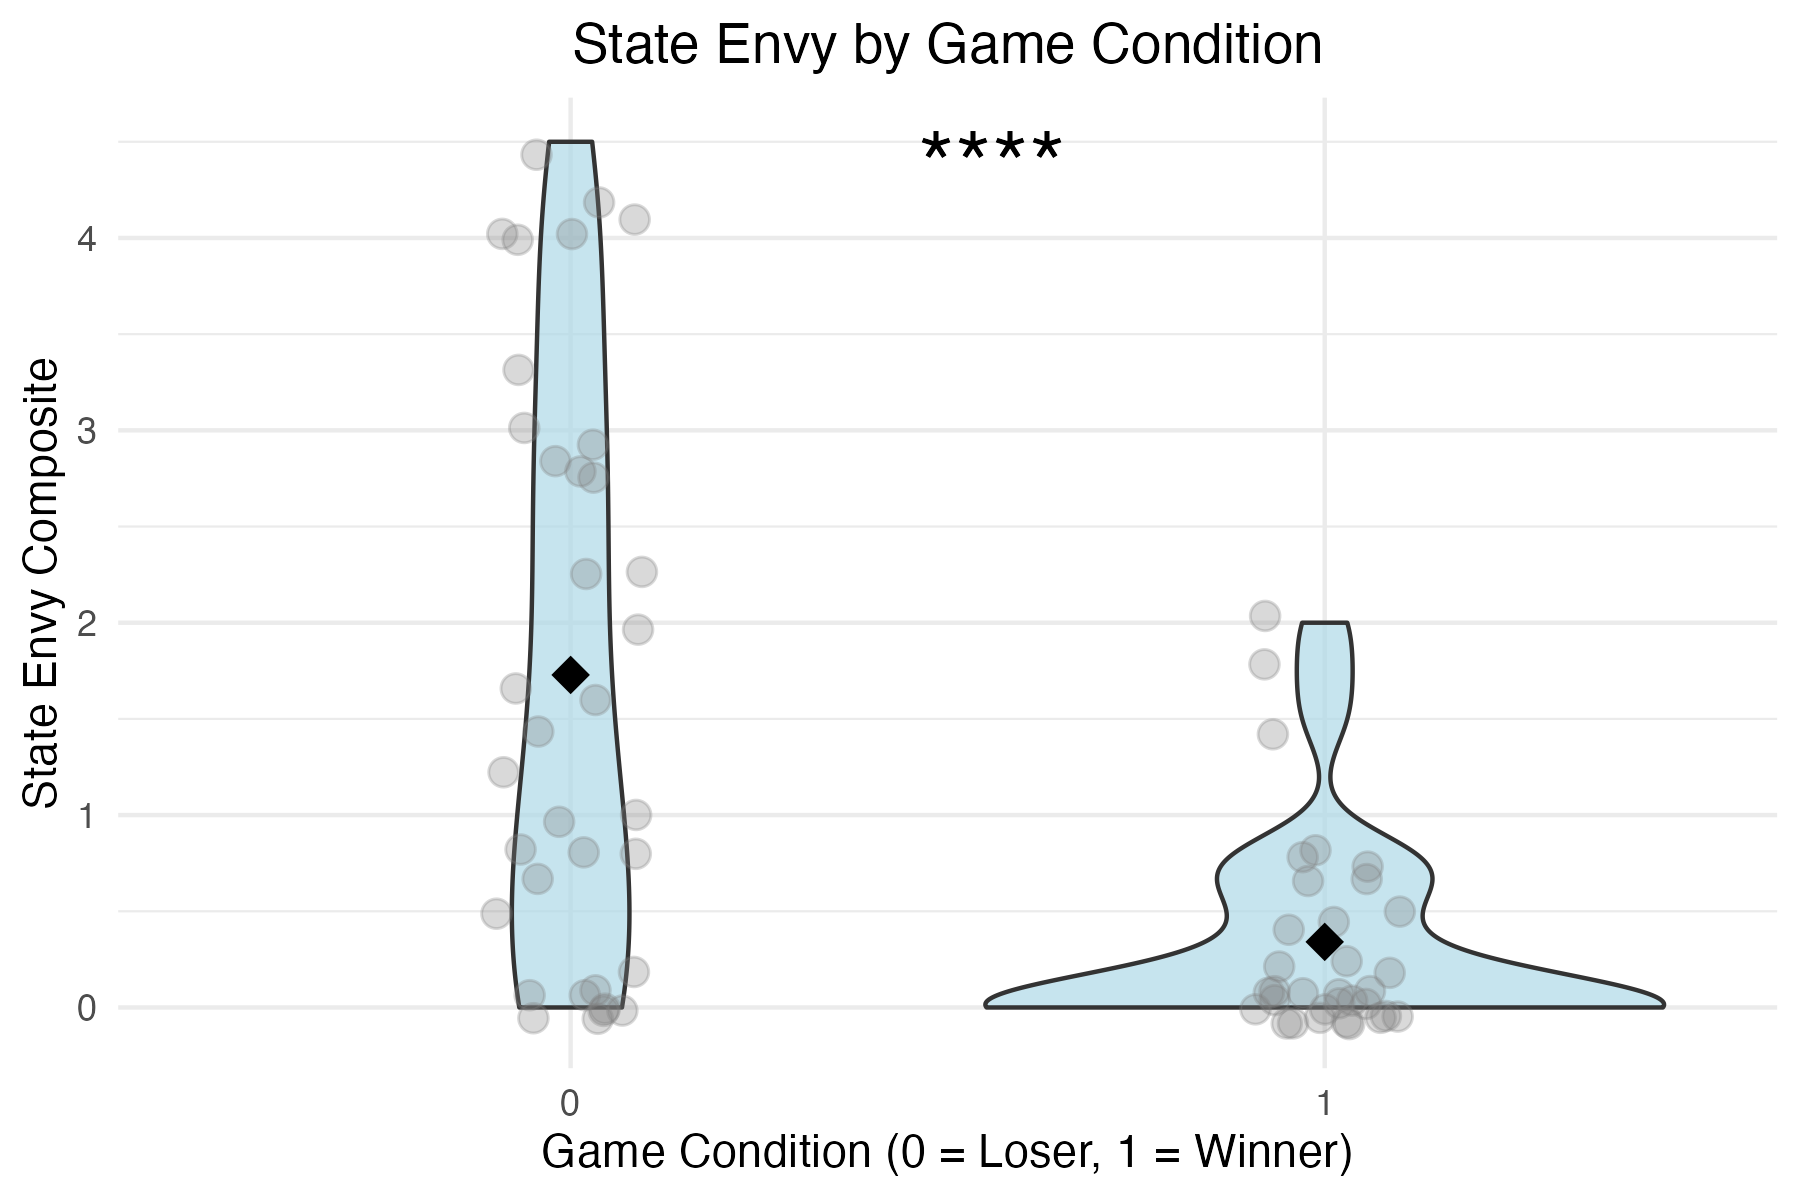 State Envy by Game Condition
****
State Envy Composite
4
3
2
1
0
0 1
Game Condition (0 = Loser, 1 = Winner)